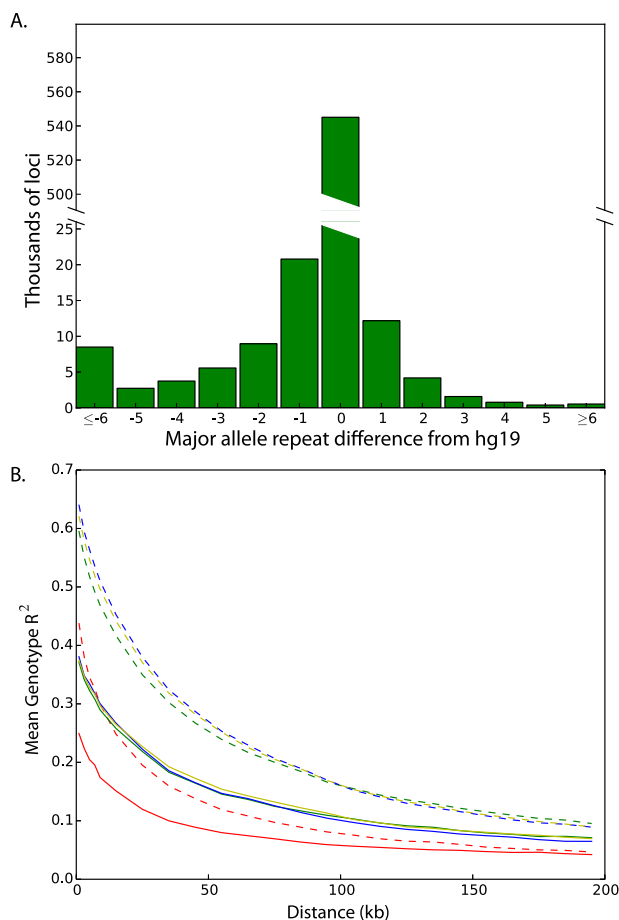 A.
Thousands of loci
580
560
540
520
500
25
20
15
10
5
0
≤-6 -5 -4 -3 -2 -1 0 1 2 3 4 5 ≥6
Major allele repeat difference from hg19
B.
Mean Genotype R²
0.7
0.6
0.5
0.4
0.3
0.2
0.1
0.0
0 50 100 150 200
Distance (kb)